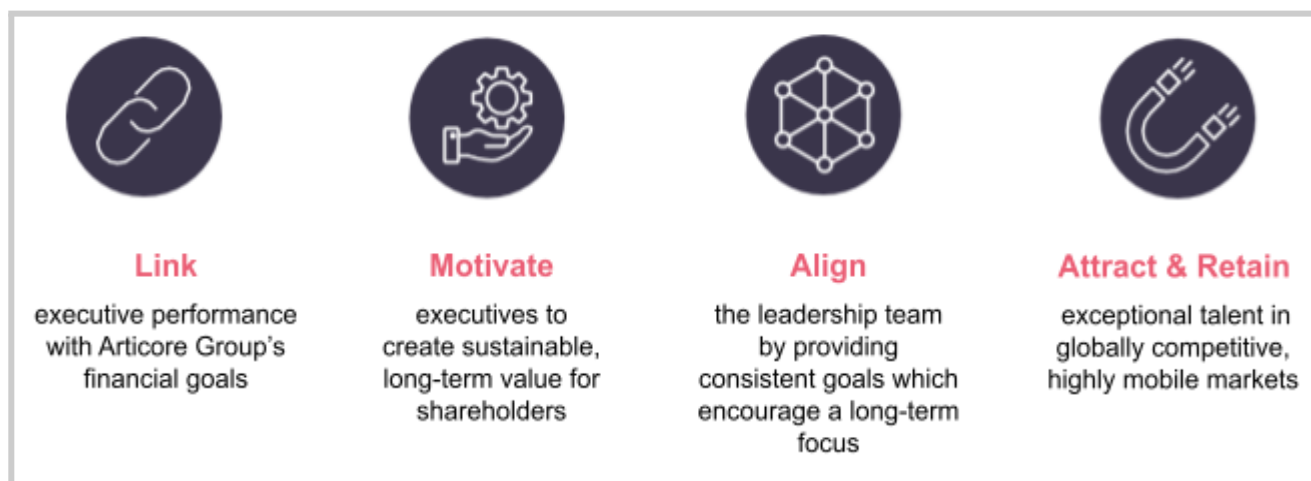 Link
executive performance
with Articore Group's
financial goals
Motivate
executives to
create sustainable,
long-term value for
shareholders
Align
the leadership team
by providing
consistent goals which
encourage a long-term
focus
Attract & Retain
exceptional talent in
globally competitive,
highly mobile markets